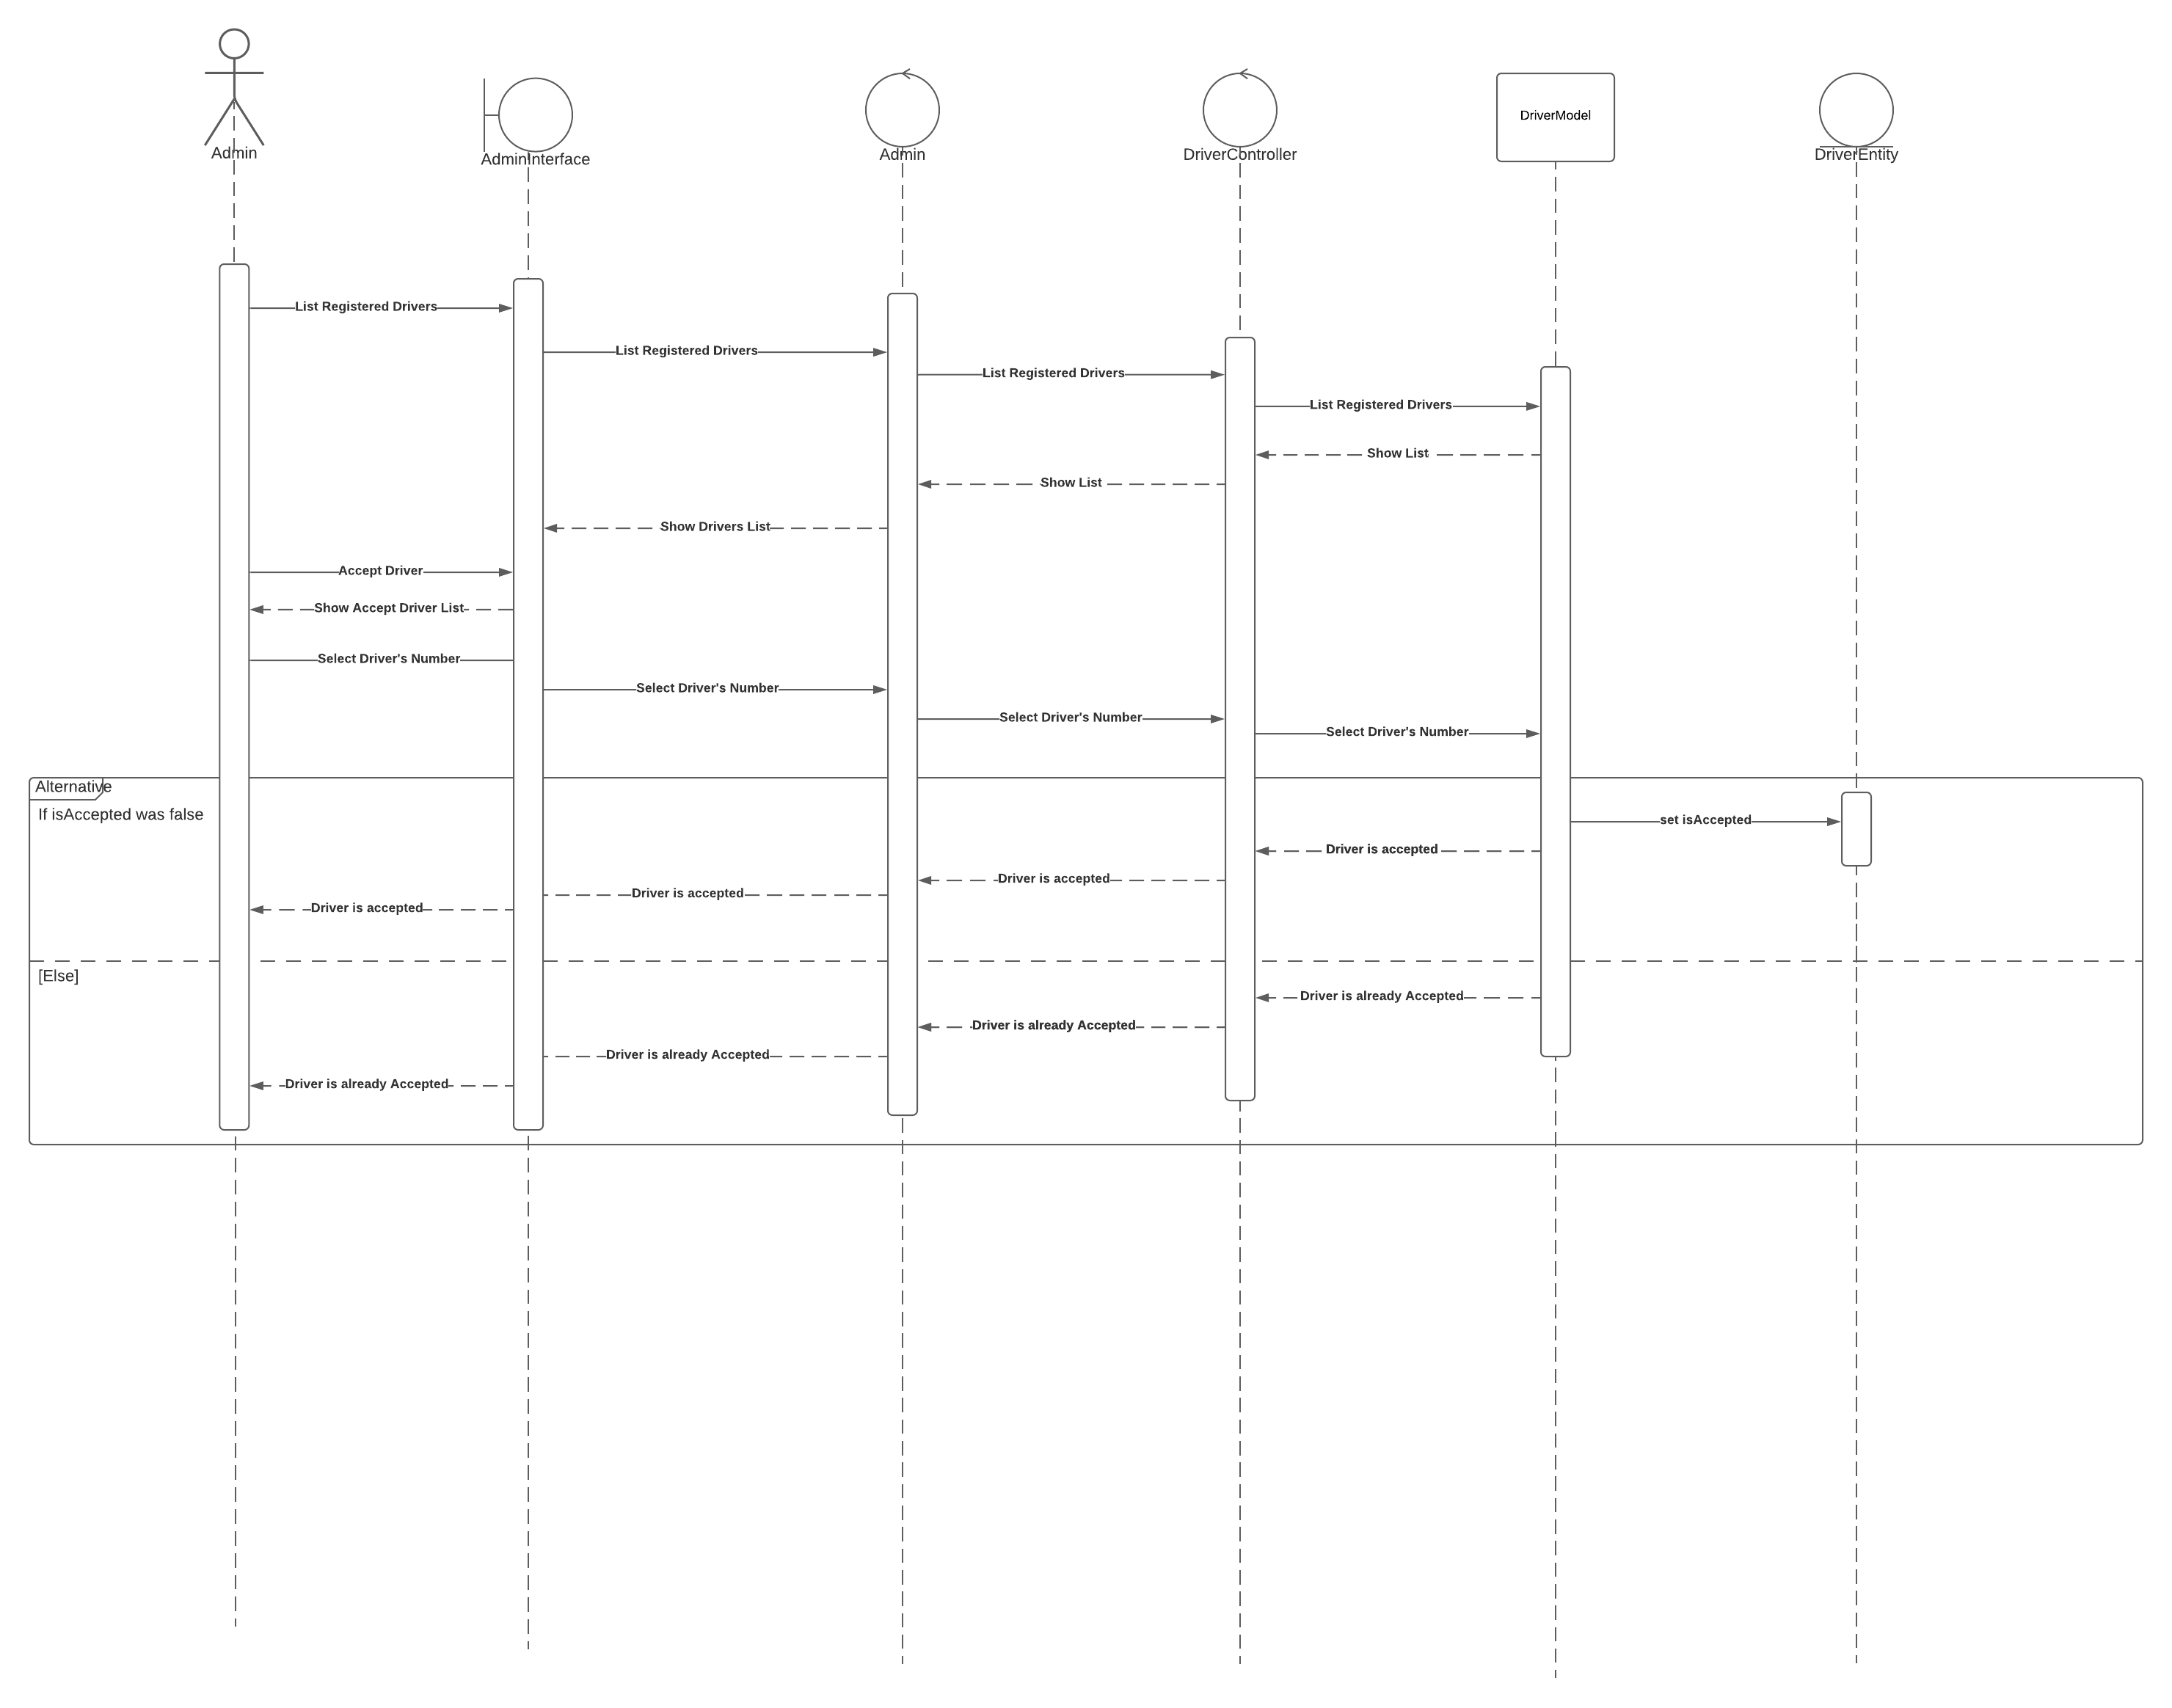 DriverModel
Admin
AdminInterface
Admin
DriverController
DriverEntity
List Registered Drivers
List Registered Drivers
List Registered Drivers
List Registered Drivers
Show List
Show List
Show Drivers List
Accept Driver
Show Accept Driver List
Select Driver's Number
Select Driver's Number
Select Driver's Number
Select Driver's Number
Alternative
If isAccepted was false
set isAccepted
Driver is accepted
Driver is accepted
Driver is accepted
Driver is accepted
[Else]
Driver is already Accepted
Driver is already Accepted
Driver is already Accepted
Driver is already Accepted